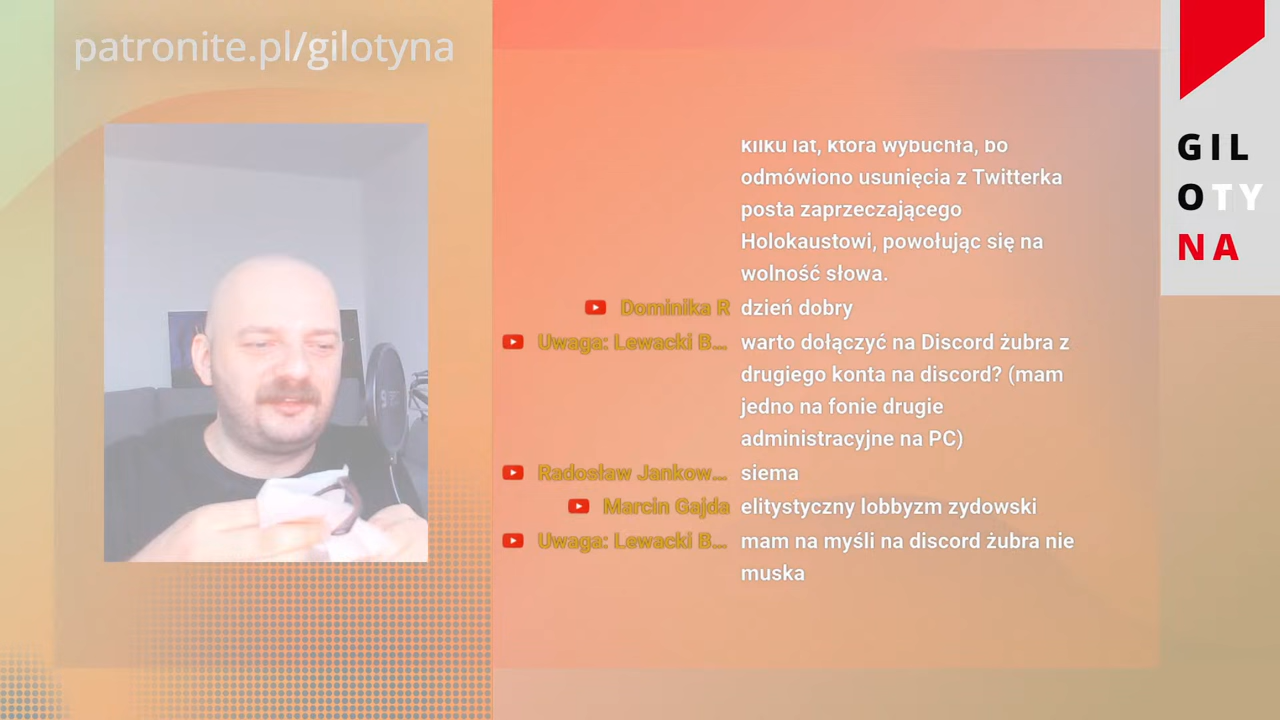 patronite.pl/gilotyna
GIL
OTY
NA
kilku lat, która wybuchła, bo
odmówiono usunięcia z Twitterka
posta zaprzeczającego
Holokaustowi, powołując się na
wolność słowa.
Dominika R dzień dobry
Uwaga: Lewacki B... warto dołączyć na Discord żubra z
drugiego konta na discord? (mam
jedno na fonie drugie
administracyjne na PC)
Radosław Jankow... siema
Marcin Gajda elitystyczny lobbyzm zydowski
Uwaga: Lewacki B... mam na myśli na discord żubra nie
muska